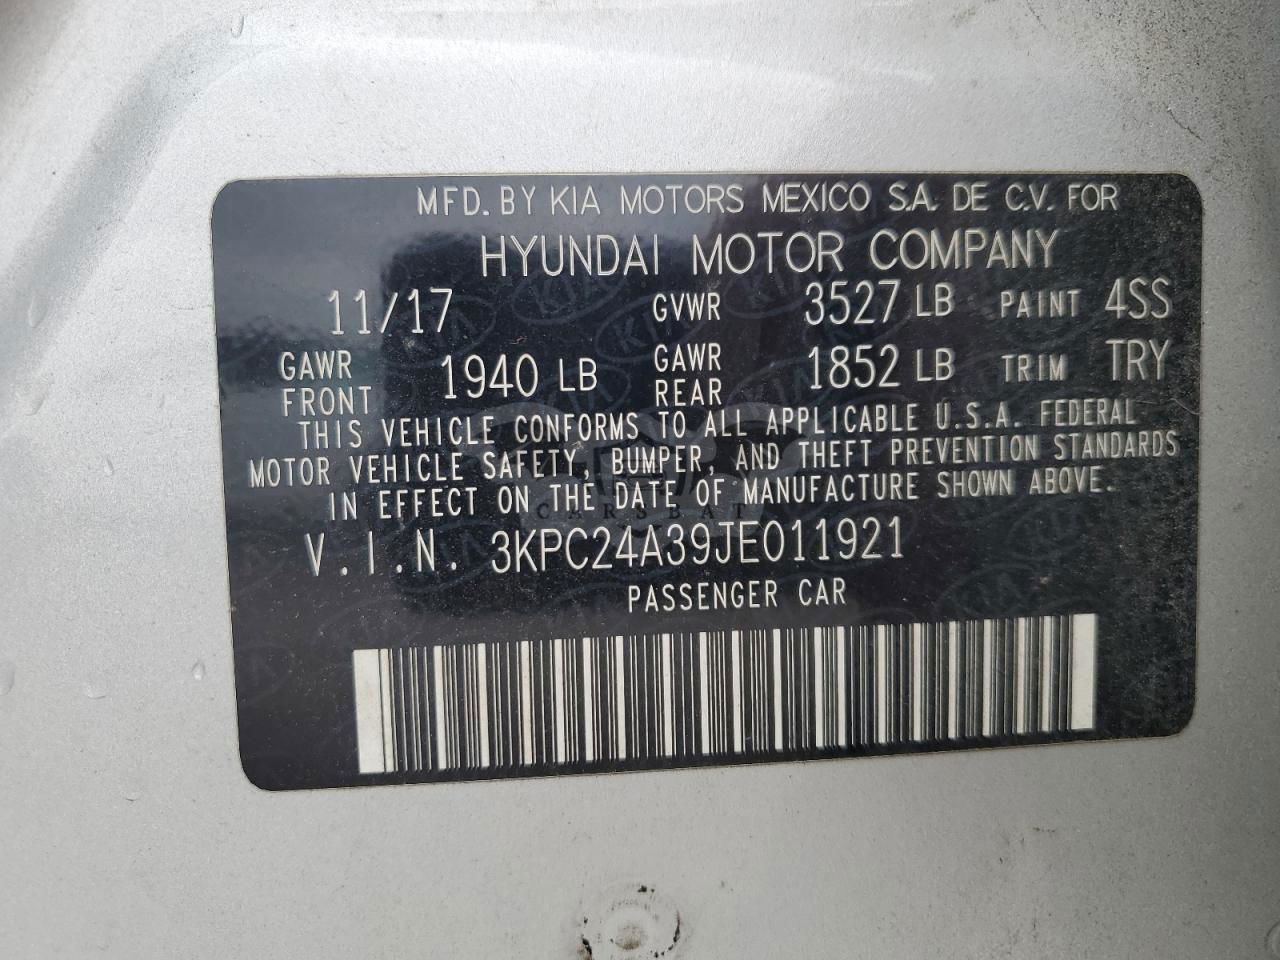 MFD. BY KIA MOTORS MEXICO S.A. DE C.V. FOR
HYUNDAI MOTOR COMPANY
11/17 GVWR 3527 LB PAINT 4SS
GAWR FRONT 1940 LB GAWR REAR 1852 LB TRIM TRY
THIS VEHICLE CONFORMS TO ALL APPLICABLE U.S.A. FEDERAL
MOTOR VEHICLE SAFETY, BUMPER, AND THEFT PREVENTION STANDARDS
IN EFFECT ON THE DATE OF MANUFACTURE SHOWN ABOVE.
CARSBAT
V.I.N. 3KPC24A39JE011921
PASSENGER CAR